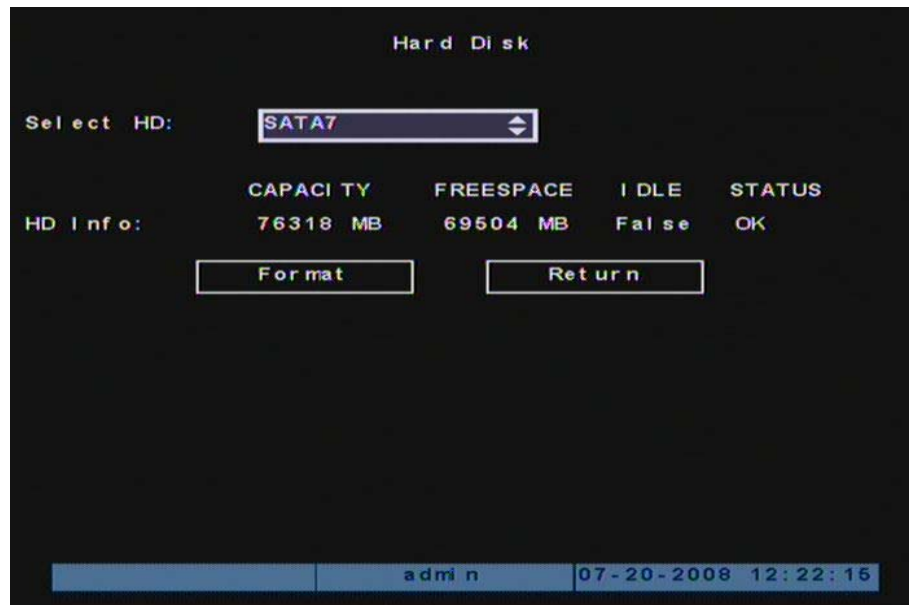 Hard Disk
Select HD: SATA7
CAPACITY FREESPACE IDLE STATUS
HD Info: 76318 MB 69504 MB False OK
Format Return
admin 07-20-2008 12:22:15